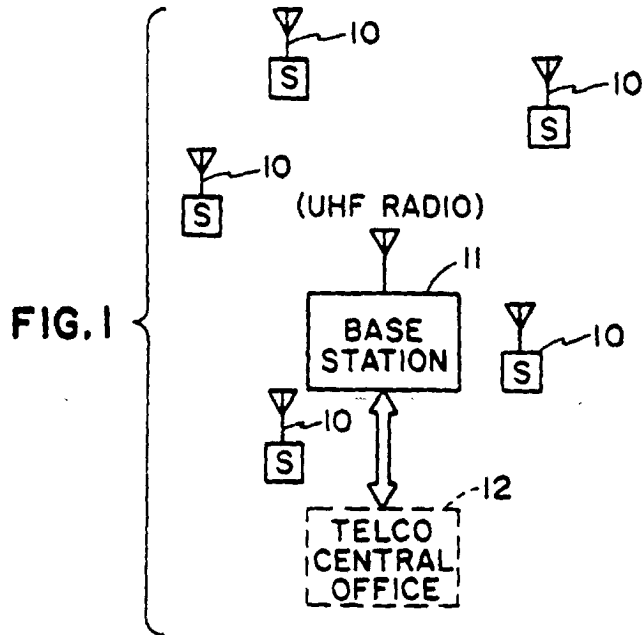 10
S
10
S
10
S
(UHF RADIO)
11
FIG. 1
BASE
STATION
10
S
10
S
12
TELCO
CENTRAL
OFFICE